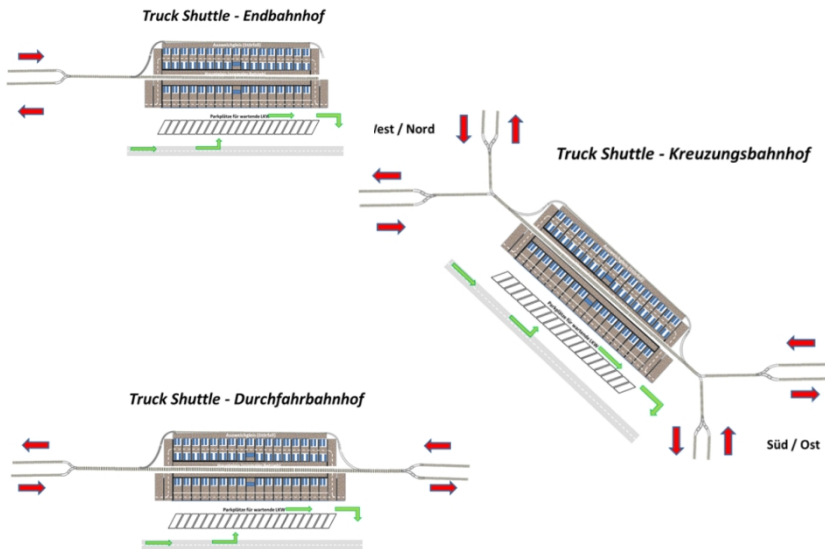 Truck Shuttle - Endbahnhof
Parkplätze für wartende LKW
Vest / Nord
Truck Shuttle - Kreuzungsbahnhof
Parkplätze für wartende LKW
Süd / Ost
Truck Shuttle - Durchfahrbahnhof
Parkplätze für wartende LKW